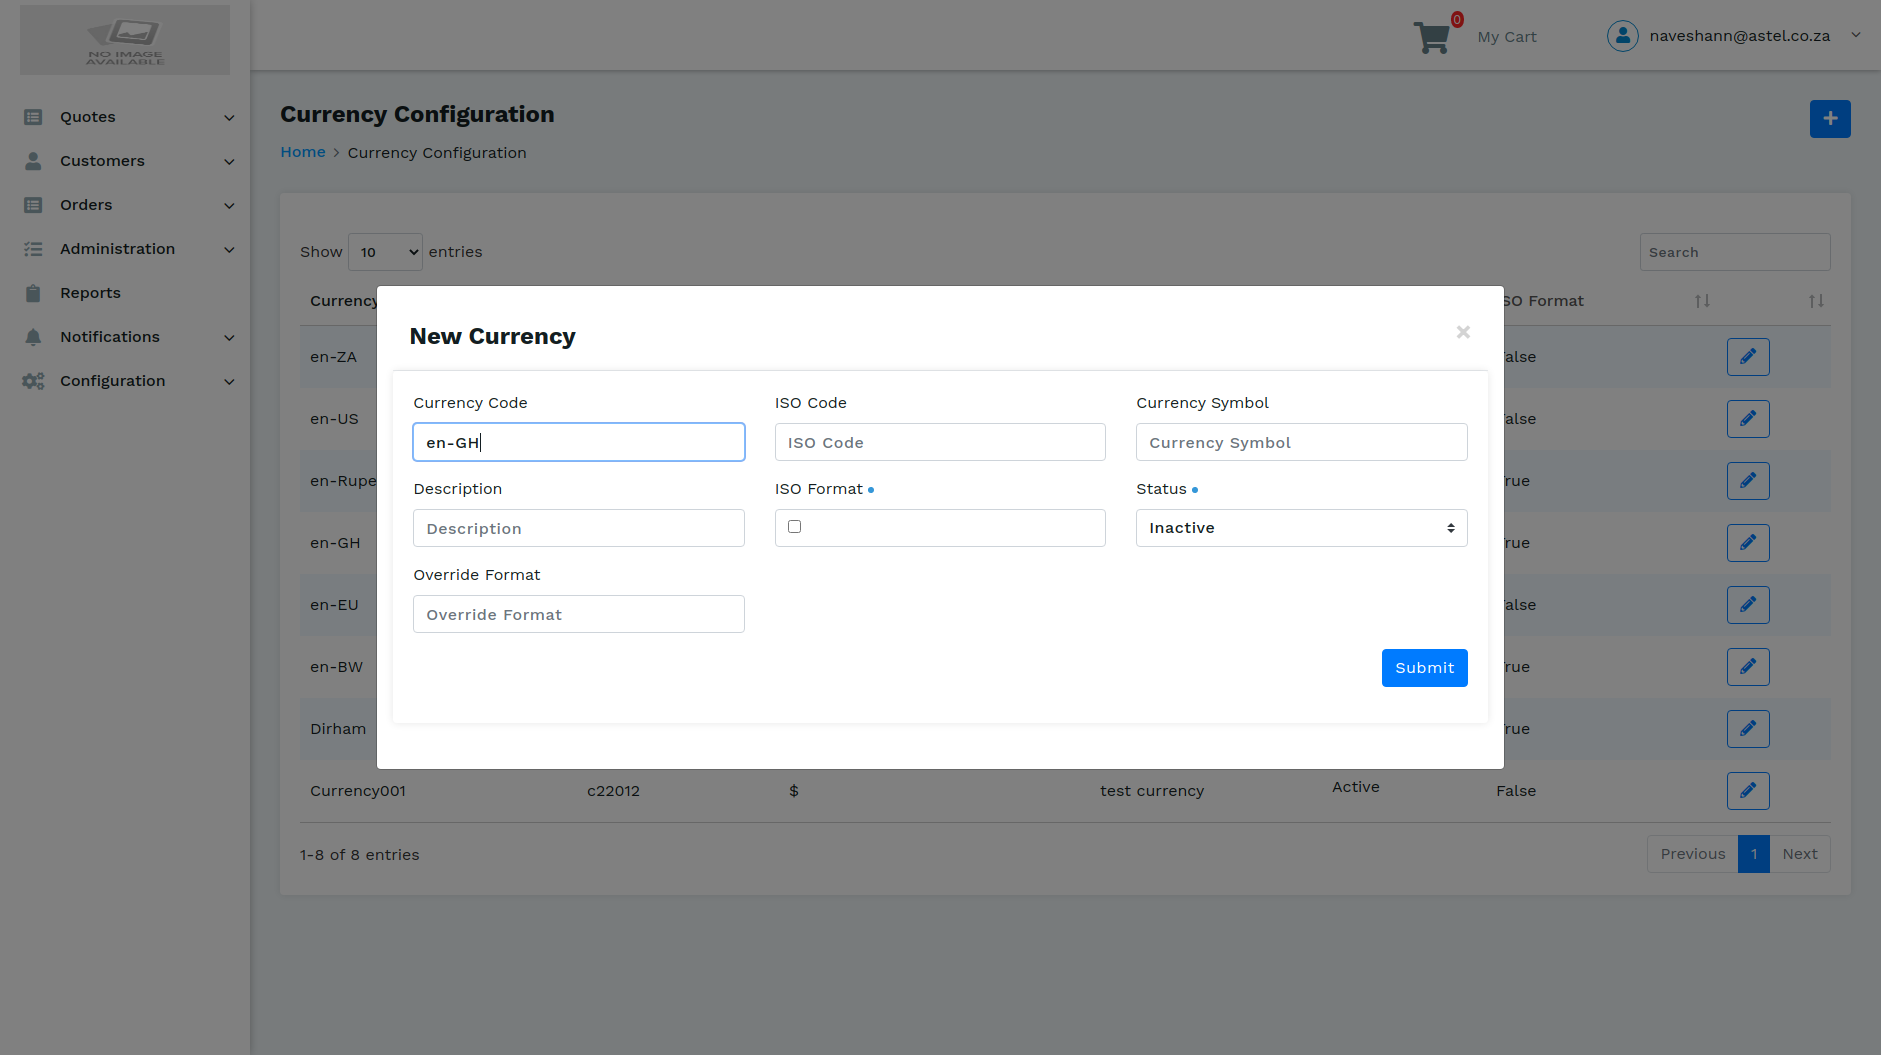 NO IMAGE
AVAILABLE
0
My Cart
naveshann@astel.co.za
Quotes
Customers
Orders
Administration
Reports
Notifications
Configuration
Currency Configuration
Home > Currency Configuration
Show 10 entries
Search
Currency
SO Format
en-ZA
alse
en-US
alse
en-Rupe
rue
en-GH
rue
en-EU
alse
en-BW
rue
Dirham
rue
New Currency
×
Currency Code
ISO Code
Currency Symbol
en-GH
ISO Code
Currency Symbol
Description
ISO Format
Status
Description
Inactive
Override Format
Override Format
Submit
Currency001 c22012 $ test currency Active False
1-8 of 8 entries
Previous 1 Next